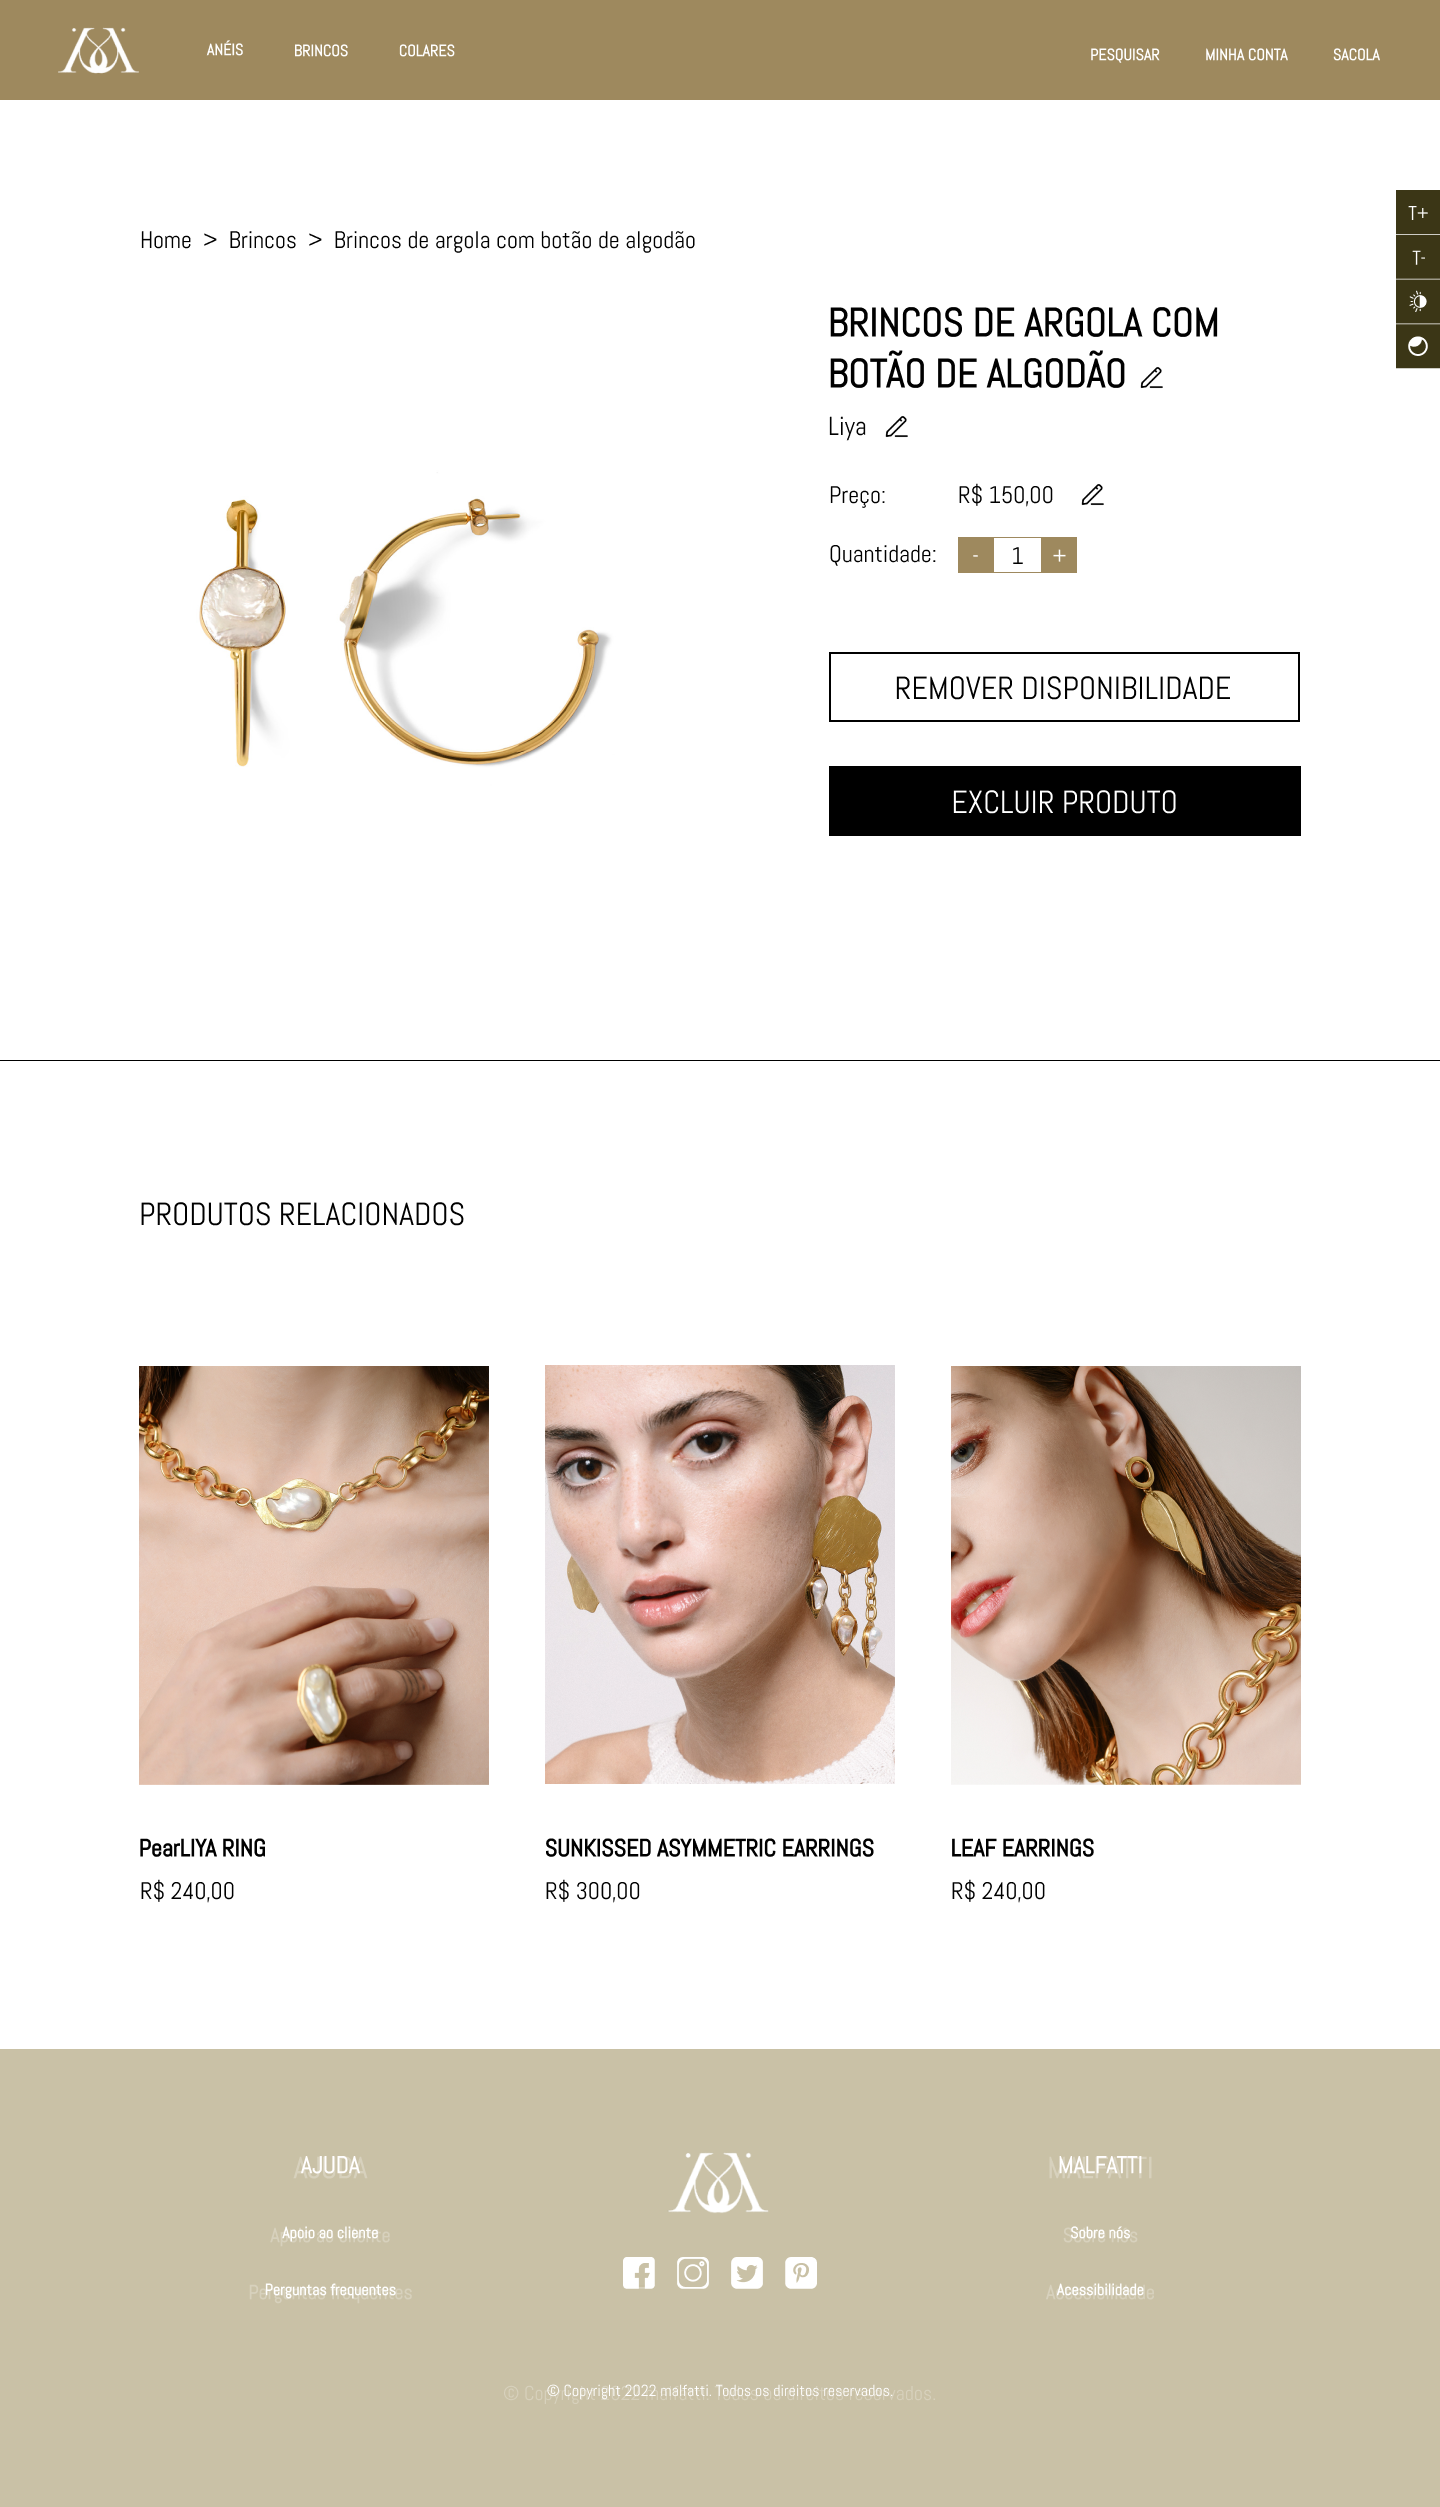 ANÉIS BRINCOS COLARES PESQUISAR MINHA CONTA SACOLA
T+
T-
Home > Brincos > Brincos de argola com botão de algodão
BRINCOS DE ARGOLA COM
BOTÃO DE ALGODÃO
Liya
Preço: R$ 150,00
Quantidade: - 1 +
REMOVER DISPONIBILIDADE
EXCLUIR PRODUTO
PRODUTOS RELACIONADOS
PearLIYA RING
R$ 240,00
SUNKISSED ASYMMETRIC EARRINGS
R$ 300,00
LEAF EARRINGS
R$ 240,00
AJUDA
Apoio ao cliente
Perguntas frequentes
MALFATTI
Sobre nós
Acessibilidade
© Copyright 2022 malfatti. Todos os direitos reservados.